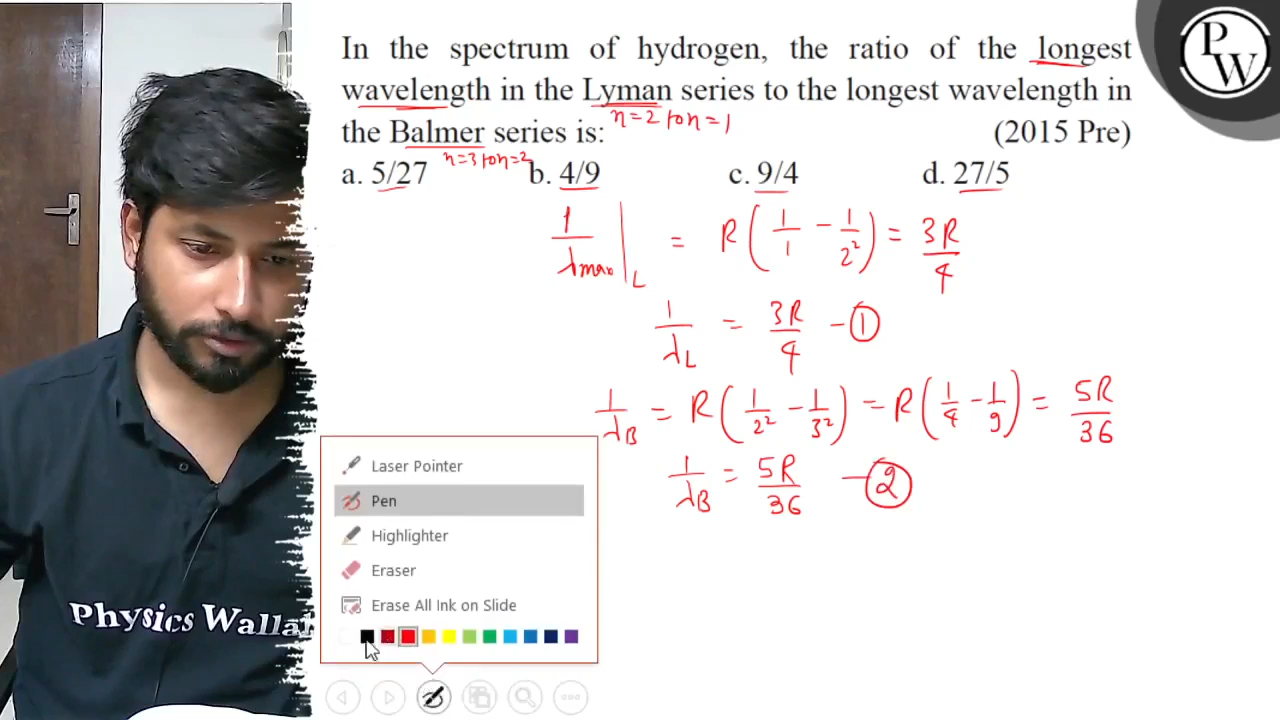 In the spectrum of hydrogen, the ratio of the longest
wavelength in the Lyman series to the longest wavelength in
n=2 to n=1
the Balmer series is: (2015 Pre)
n=3 to n=2
a. 5/27 b. 4/9 c. 9/4 d. 27/5
1/λmax |L = R(1/1 − 1/2²) = 3R/4
1/λL = 3R/4 −①
1/λB = R(1/2² − 1/3²) = R(1/4 − 1/9) = 5R/36
1/λB = 5R/36 −②
Laser Pointer
Pen
Highlighter
Eraser
Erase All Ink on Slide
Physics Wallah
PW